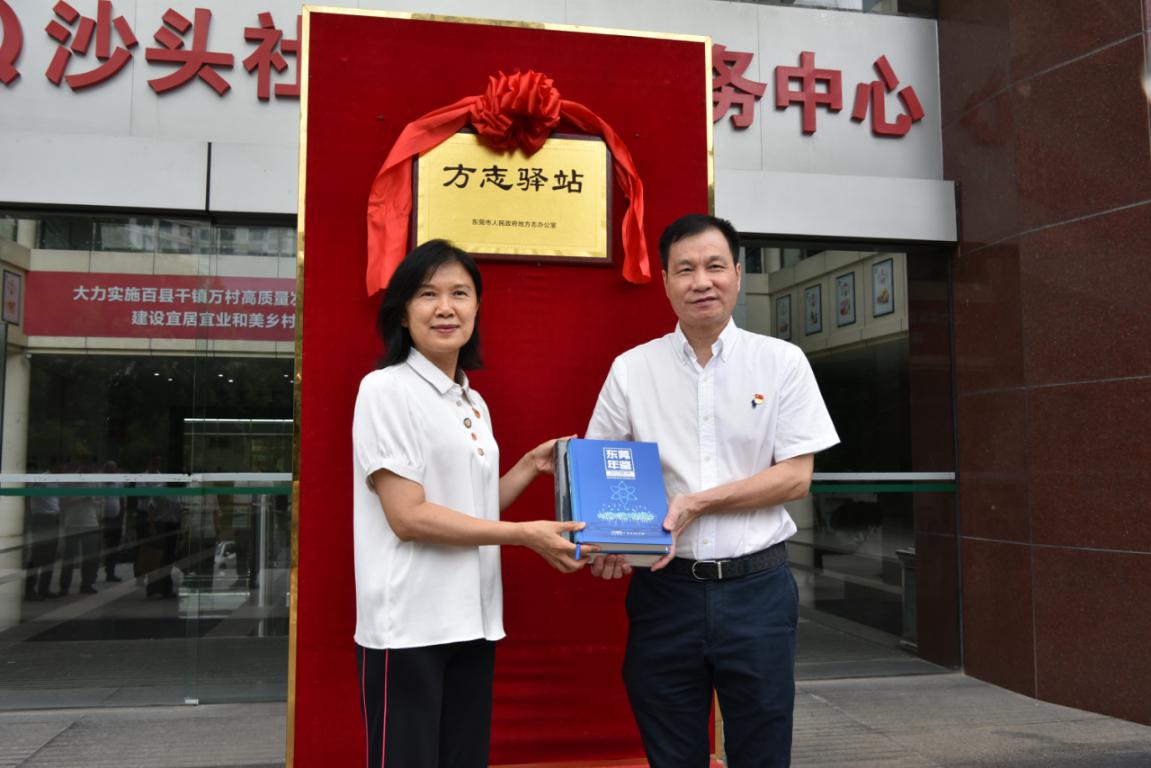 沙头社
务中心
方志驿站
东莞市人民政府地方志办公室
大力实施百县千镇万村高质量发
建设宜居宜业和美乡村
东莞
年鉴